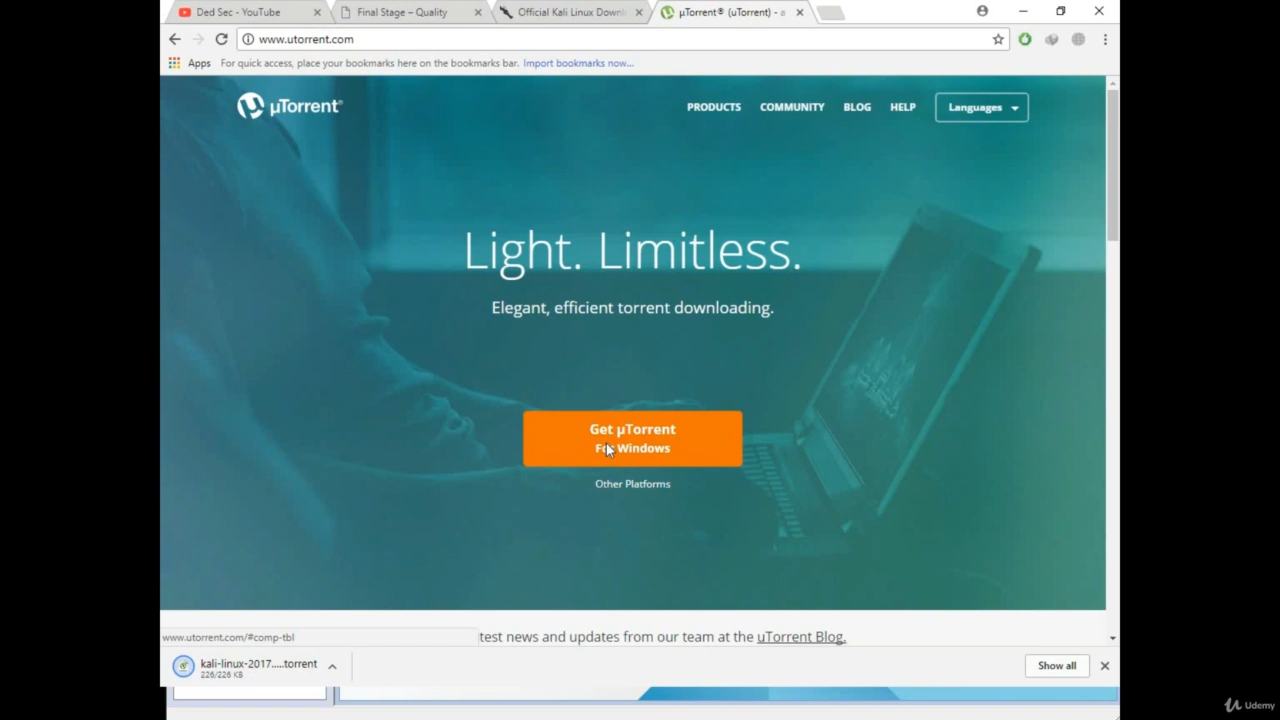 Ded Sec - YouTube
Final Stage – Quality
Official Kali Linux Downl
µTorrent® (uTorrent) - a
www.utorrent.com
Apps For quick access, place your bookmarks here on the bookmarks bar. Import bookmarks now...
µTorrent®
PRODUCTS COMMUNITY BLOG HELP Languages
Light. Limitless.
Elegant, efficient torrent downloading.
Get µTorrent
For Windows
Other Platforms
www.utorrent.com/#comp-tbl
test news and updates from our team at the uTorrent Blog.
kali-linux-2017.....torrent
226/226 KB
Show all
Udemy